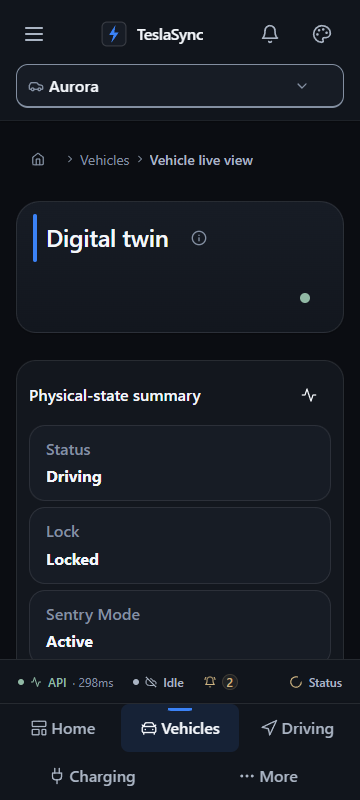 TeslaSync
Aurora
Vehicles
Vehicle live view
Digital twin
Physical-state summary
Status
Driving
Lock
Locked
Sentry Mode
Active
API · 298ms
Idle
2
Status
Home
Vehicles
Driving
Charging
More